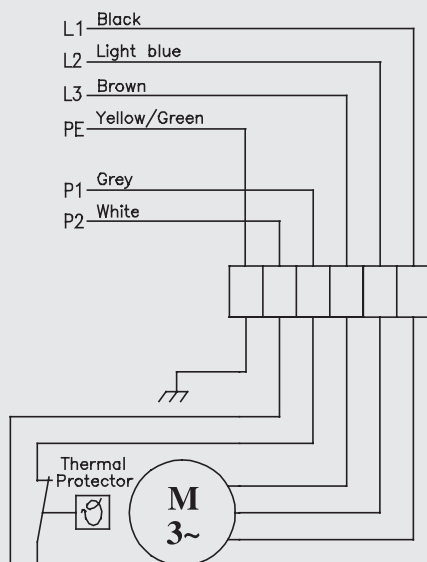 L1 Black
L2 Light blue
L3 Brown
PE Yellow/Green
P1 Grey
P2 White
Thermal
Protector
M
3~